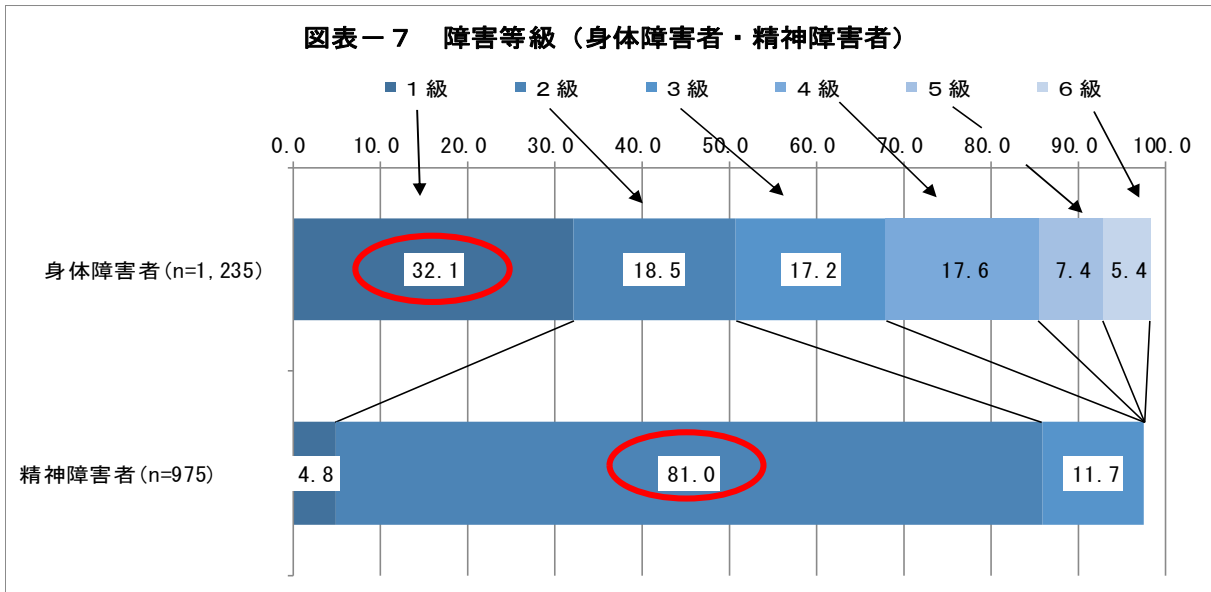 図表－７　障害等級（身体障害者・精神障害者）
１級　２級　３級　４級　５級　６級
0.0 10.0 20.0 30.0 40.0 50.0 60.0 70.0 80.0 90.0 100.0
身体障害者(n=1,235) 32.1 18.5 17.2 17.6 7.4 5.4
精神障害者(n=975) 4.8 81.0 11.7